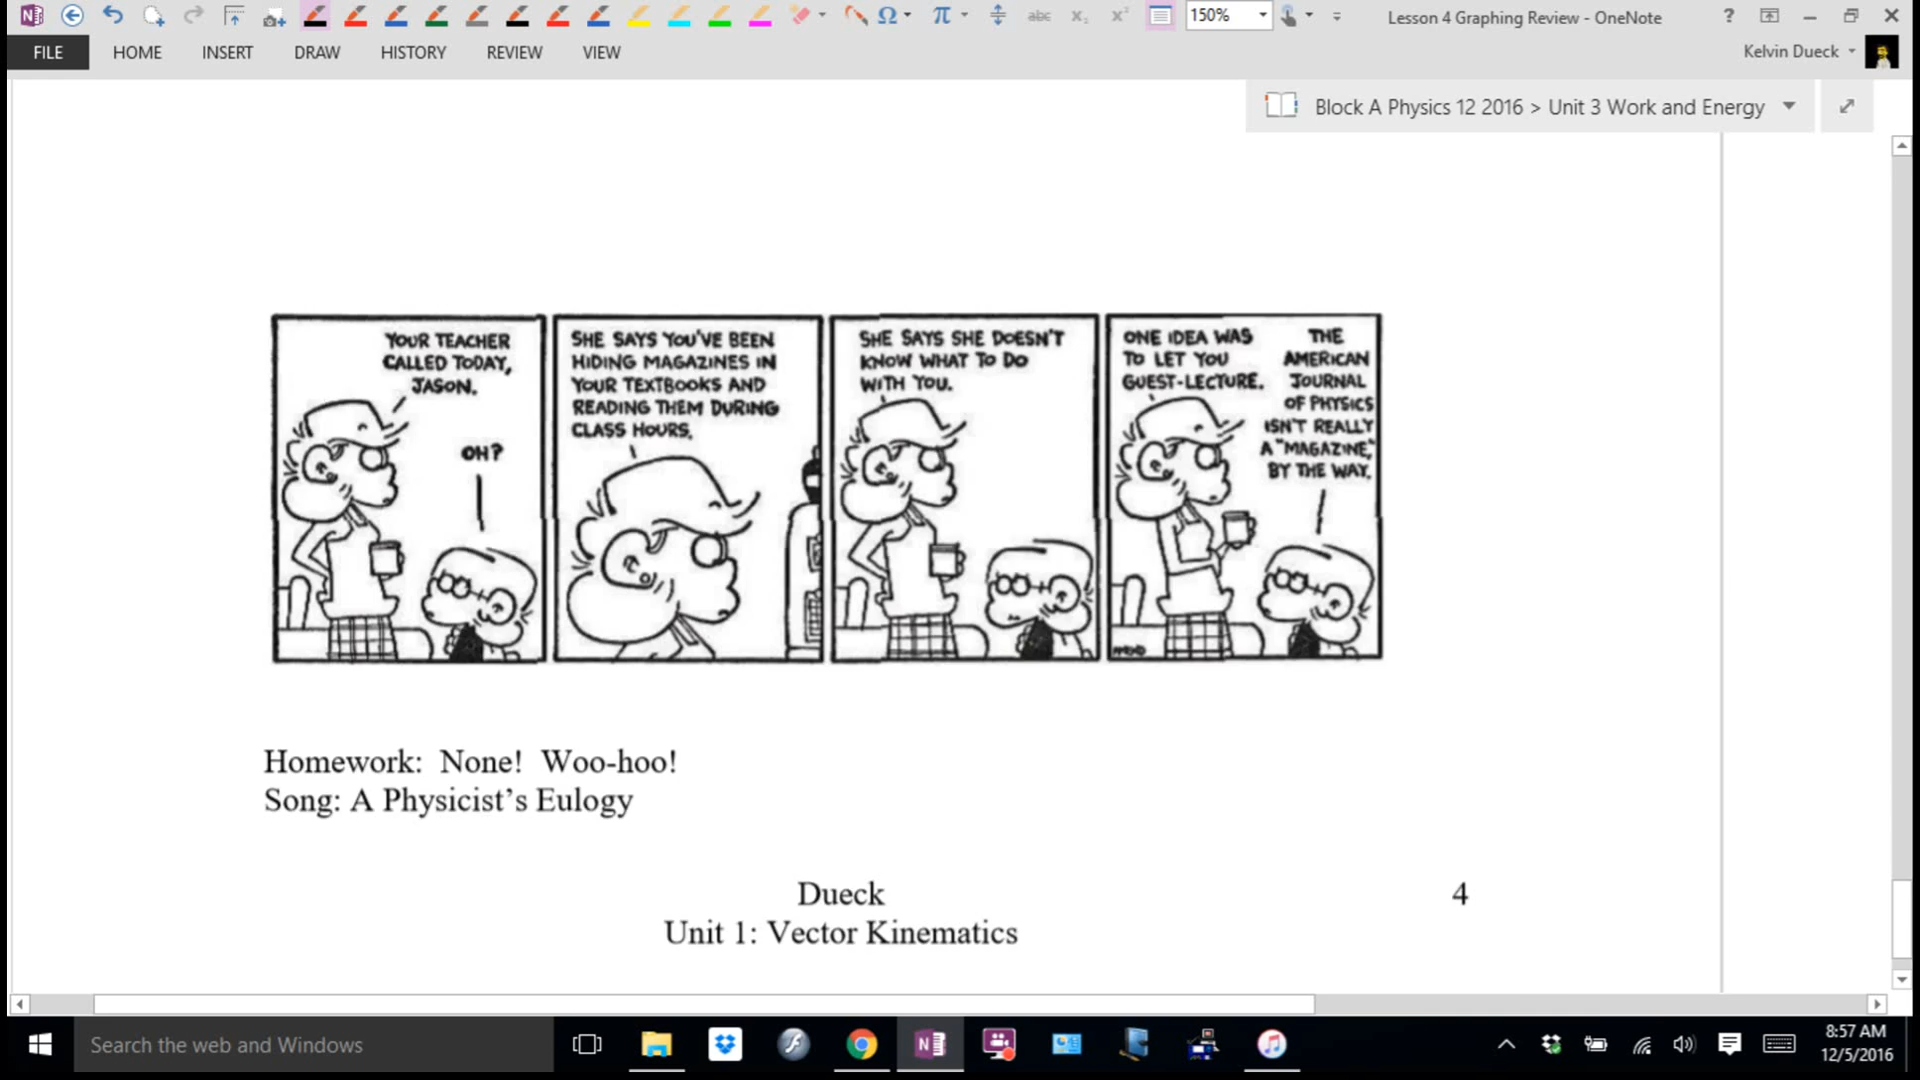 150%
Lesson 4 Graphing Review - OneNote
FILE
HOME
INSERT
DRAW
HISTORY
REVIEW
VIEW
Kelvin Dueck
Block A Physics 12 2016 > Unit 3 Work and Energy
YOUR TEACHER
CALLED TODAY,
JASON.
OH?
SHE SAYS YOU'VE BEEN
HIDING MAGAZINES IN
YOUR TEXTBOOKS AND
READING THEM DURING
CLASS HOURS.
SHE SAYS SHE DOESN'T
KNOW WHAT TO DO
WITH YOU.
ONE IDEA WAS
TO LET YOU
GUEST-LECTURE.
THE
AMERICAN
JOURNAL
OF PHYSICS
ISN'T REALLY
A "MAGAZINE,"
BY THE WAY.
Homework: None! Woo-hoo!
Song: A Physicist's Eulogy
Dueck
4
Unit 1: Vector Kinematics
Search the web and Windows
8:57 AM
12/5/2016